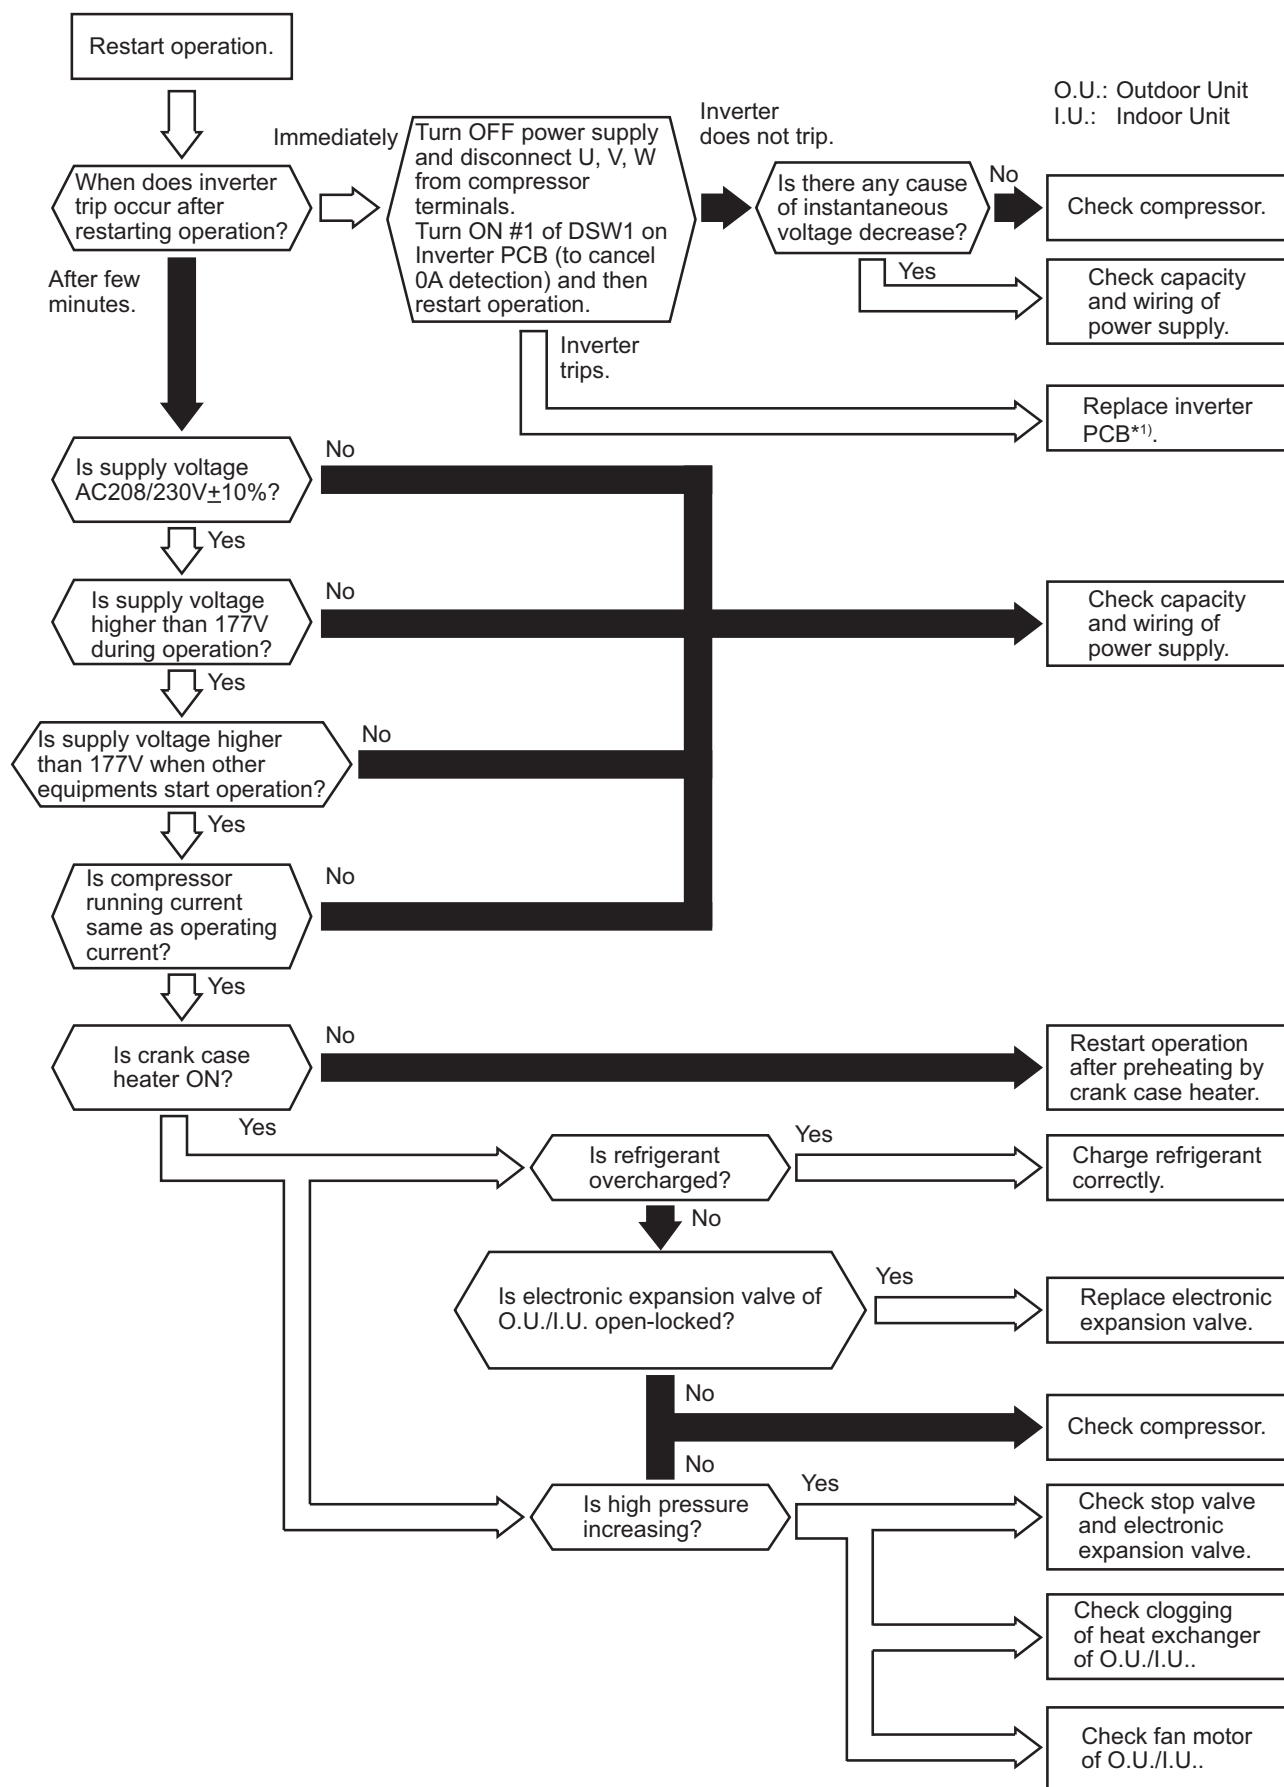 Restart operation.
O.U.: Outdoor Unit
I.U.: Indoor Unit
When does inverter
trip occur after
restarting operation?
Immediately
Turn OFF power supply
and disconnect U, V, W
from compressor
terminals.
Turn ON #1 of DSW1 on
Inverter PCB (to cancel
0A detection) and then
restart operation.
Inverter
does not trip.
Is there any cause
of instantaneous
voltage decrease?
No
Check compressor.
Yes
Check capacity
and wiring of
power supply.
Inverter
trips.
Replace inverter
PCB*1).
After few
minutes.
Is supply voltage
AC208/230V±10%?
No
Yes
Is supply voltage
higher than 177V
during operation?
No
Check capacity
and wiring of
power supply.
Yes
Is supply voltage higher
than 177V when other
equipments start operation?
No
Yes
Is compressor
running current
same as operating
current?
No
Yes
Is crank case
heater ON?
No
Restart operation
after preheating by
crank case heater.
Yes
Is refrigerant
overcharged?
Yes
Charge refrigerant
correctly.
No
Is electronic expansion valve of
O.U./I.U. open-locked?
Yes
Replace electronic
expansion valve.
No
Check compressor.
No
Is high pressure
increasing?
Yes
Check stop valve
and electronic
expansion valve.
Check clogging
of heat exchanger
of O.U./I.U..
Check fan motor
of O.U./I.U..